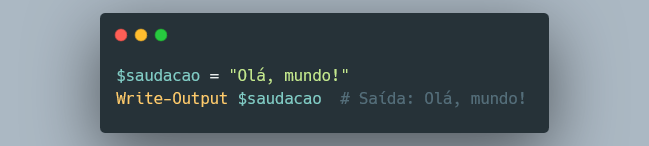 $saudacao = "Olá, mundo!"
Write-Output $saudacao  # Saída: Olá, mundo!